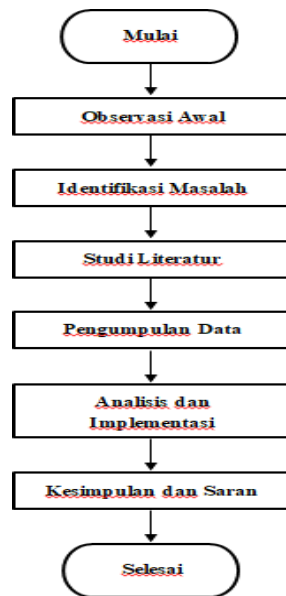 Mulai
Observasi Awal
Identifikasi Masalah
Studi Literatur
Pengumpulan Data
Analisis dan
Implementasi
Kesimpulan dan Saran
Selesai